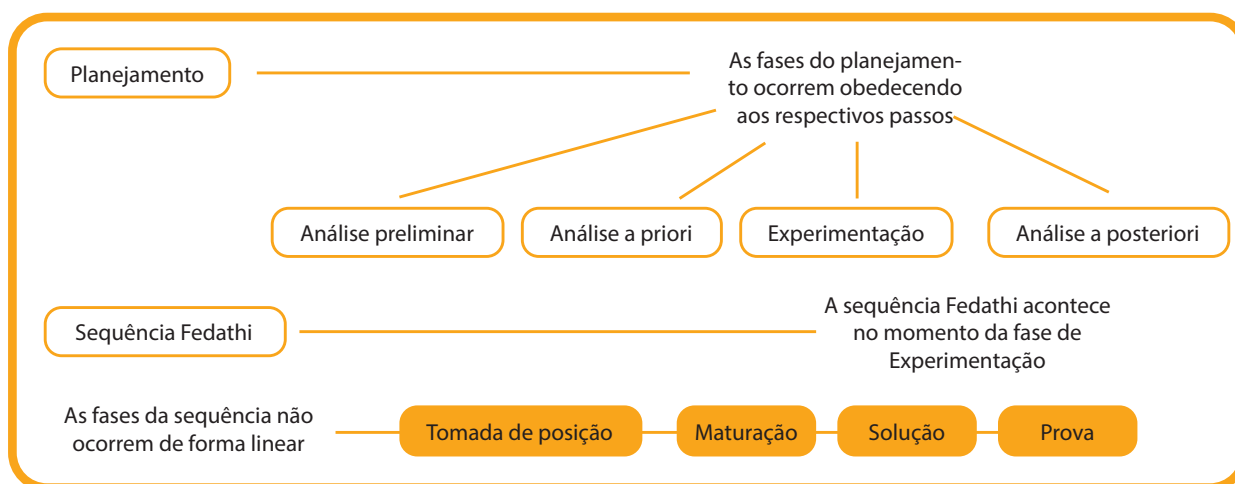 Planejamento
As fases do planejamen-
to ocorrem obedecendo
aos respectivos passos
Análise preliminar
Análise a priori
Experimentação
Análise a posteriori
Sequência Fedathi
A sequência Fedathi acontece
no momento da fase de
Experimentação
As fases da sequência não
ocorrem de forma linear
Tomada de posição
Maturação
Solução
Prova